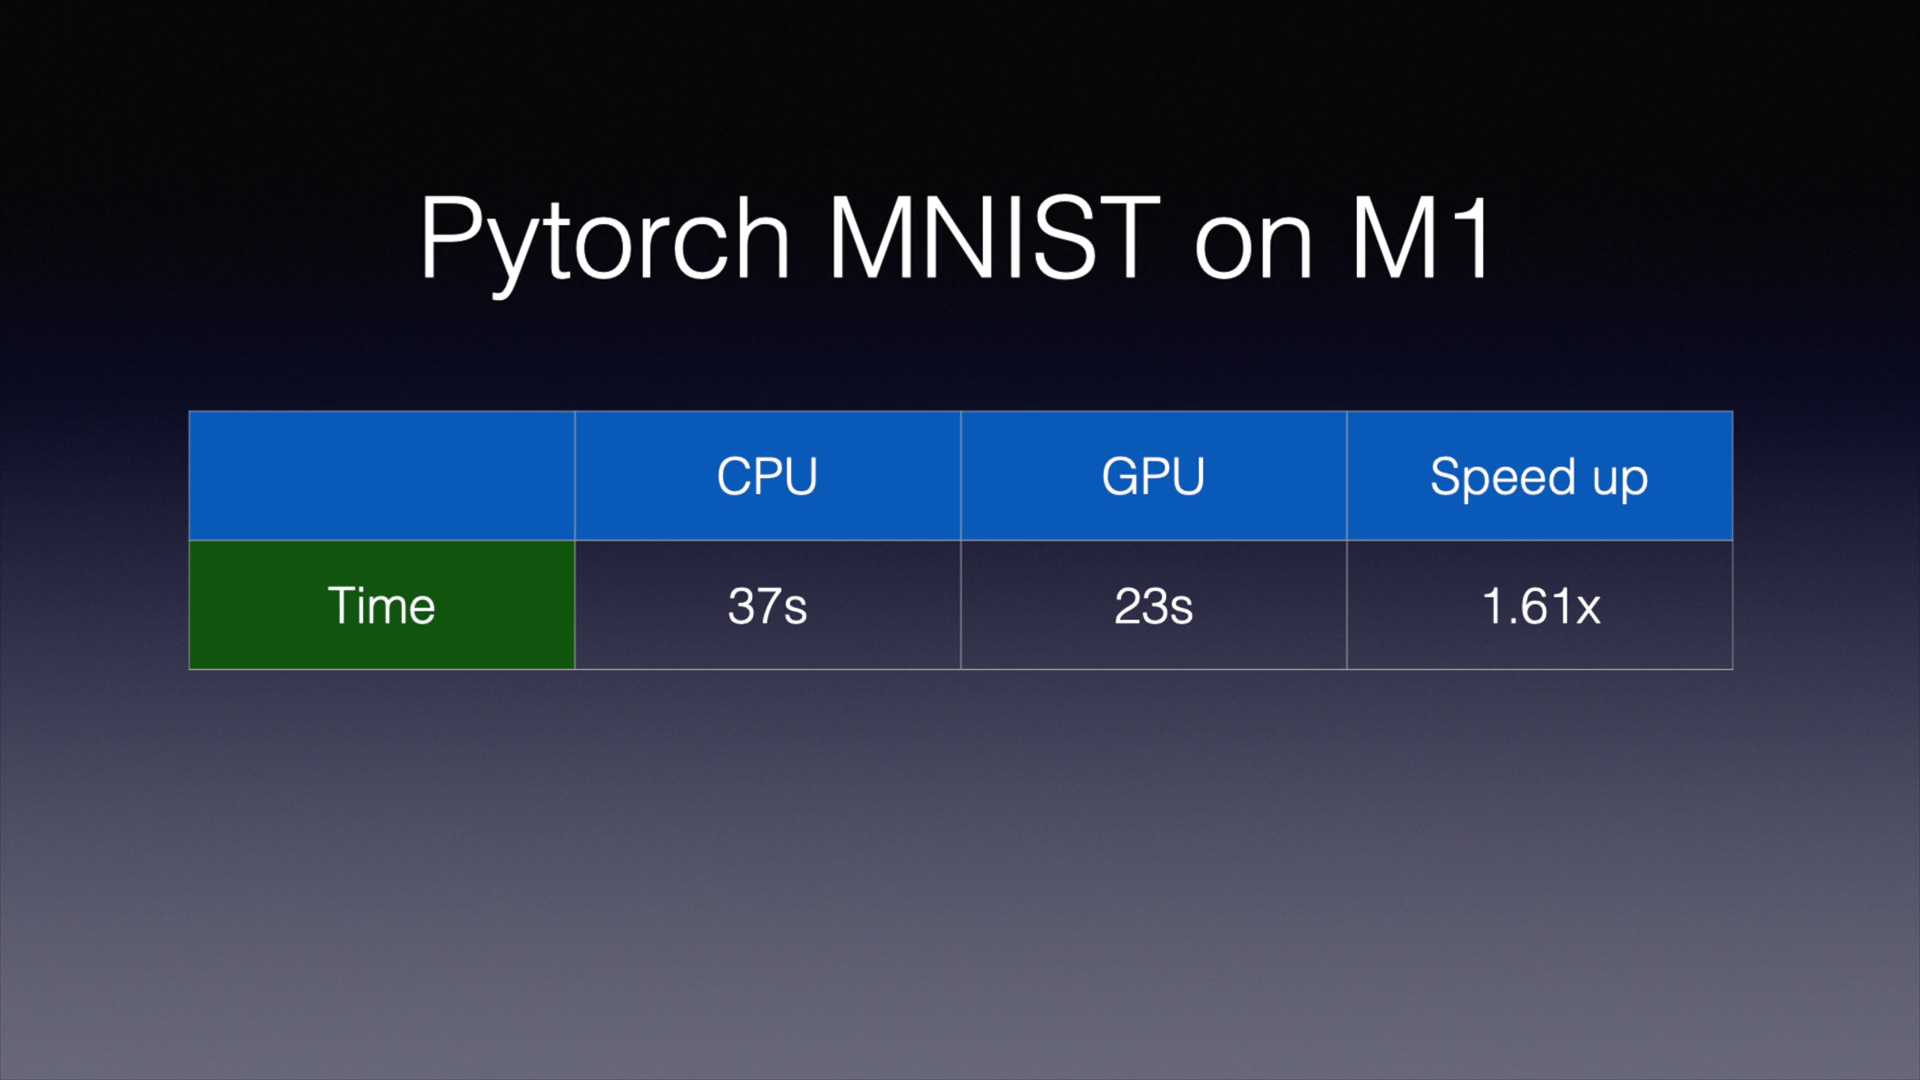 Pytorch MNIST on M1
CPU GPU Speed up
Time 37s 23s 1.61x